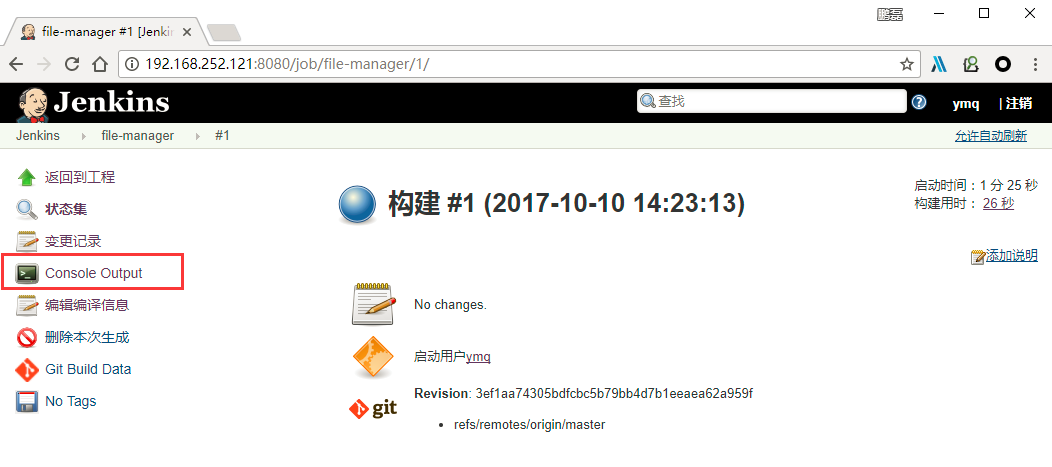 鹏磊
file-manager #1 [Jenki
192.168.252.121:8080/job/file-manager/1/
Jenkins
查找
ymq
| 注销
Jenkins
file-manager
#1
允许自动刷新
返回到工程
状态集
变更记录
Console Output
编辑编译信息
删除本次生成
Git Build Data
No Tags
构建 #1 (2017-10-10 14:23:13)
启动时间：1 分 25 秒
构建用时： 26 秒
添加说明
No changes.
启动用户ymq
git
Revision: 3ef1aa74305bdfcbc5b79bb4d7b1eeaea62a959f
refs/remotes/origin/master